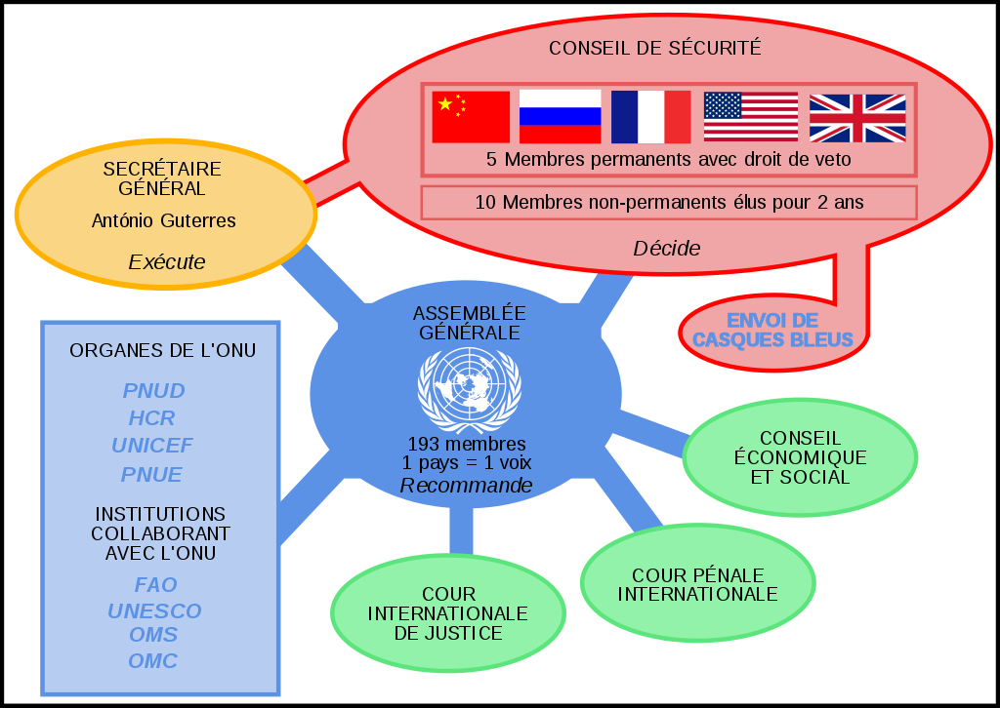 CONSEIL DE SÉCURITÉ
5 Membres permanents avec droit de veto
10 Membres non-permanents élus pour 2 ans
Décide
ENVOI DE
CASQUES BLEUS
SECRÉTAIRE
GÉNÉRAL
António Guterres
Exécute
ASSEMBLÉE
GÉNÉRALE
193 membres
1 pays = 1 voix
Recommande
ORGANES DE L'ONU
PNUD
HCR
UNICEF
PNUE
INSTITUTIONS
COLLABORANT
AVEC L'ONU
FAO
UNESCO
OMS
OMC
CONSEIL
ÉCONOMIQUE
ET SOCIAL
COUR PÉNALE
INTERNATIONALE
COUR
INTERNATIONALE
DE JUSTICE